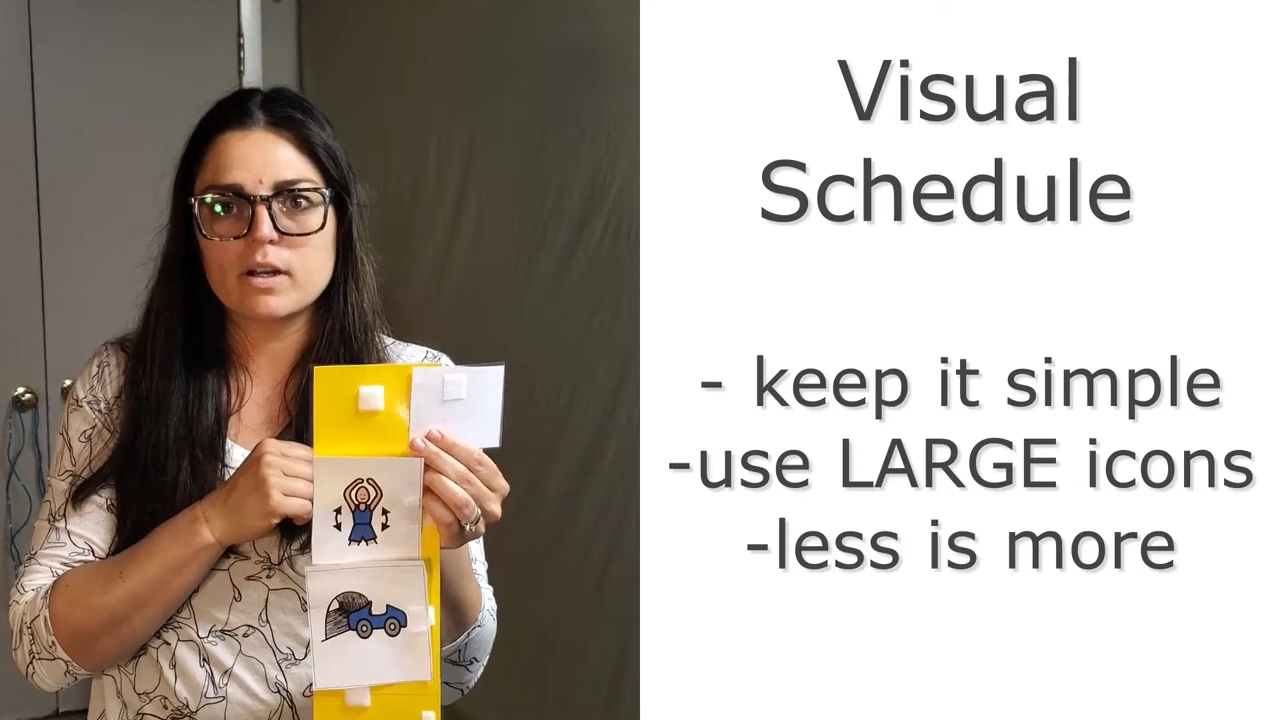 Visual
Schedule
- keep it simple
-use LARGE icons
-less is more